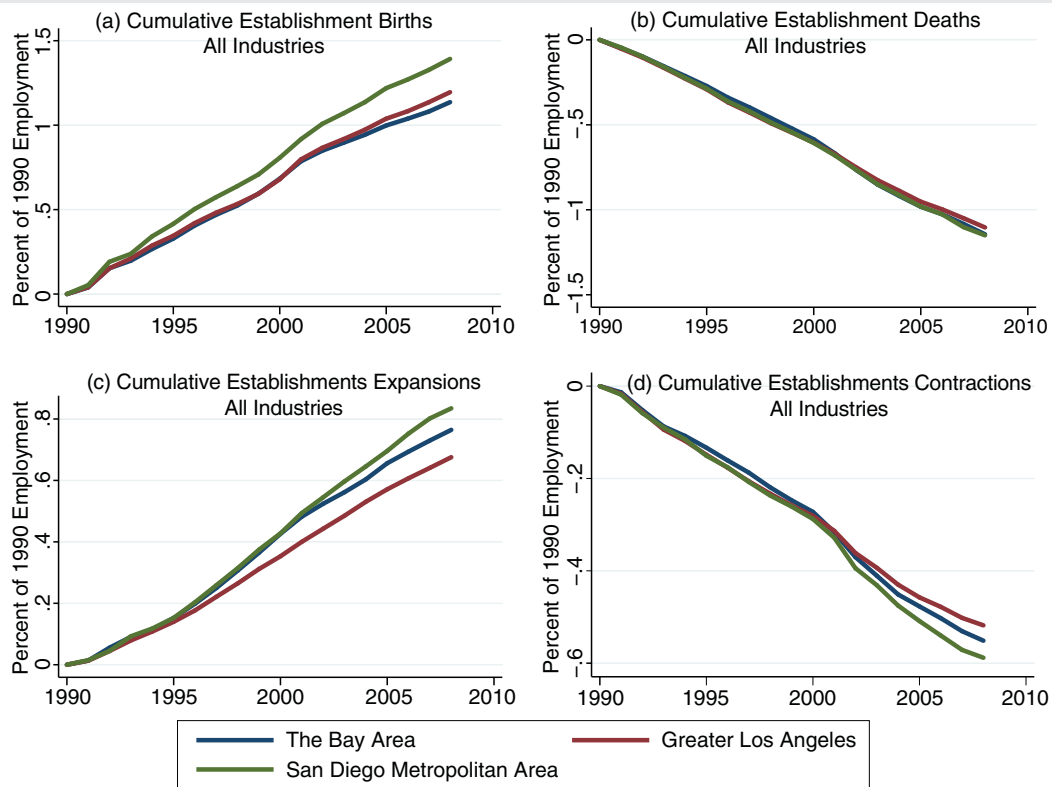 (a) Cumulative Establishment Births
All Industries
Percent of 1990 Employment
0 .5 1 1.5
1990 1995 2000 2005 2010
(b) Cumulative Establishment Deaths
All Industries
Percent of 1990 Employment
−1.5 −1 −.5 0
1990 1995 2000 2005 2010
(c) Cumulative Establishments Expansions
All Industries
Percent of 1990 Employment
0 .2 .4 .6 .8
1990 1995 2000 2005 2010
(d) Cumulative Establishments Contractions
All Industries
Percent of 1990 Employment
−.6 −.4 −.2 0
1990 1995 2000 2005 2010
The Bay Area
Greater Los Angeles
San Diego Metropolitan Area